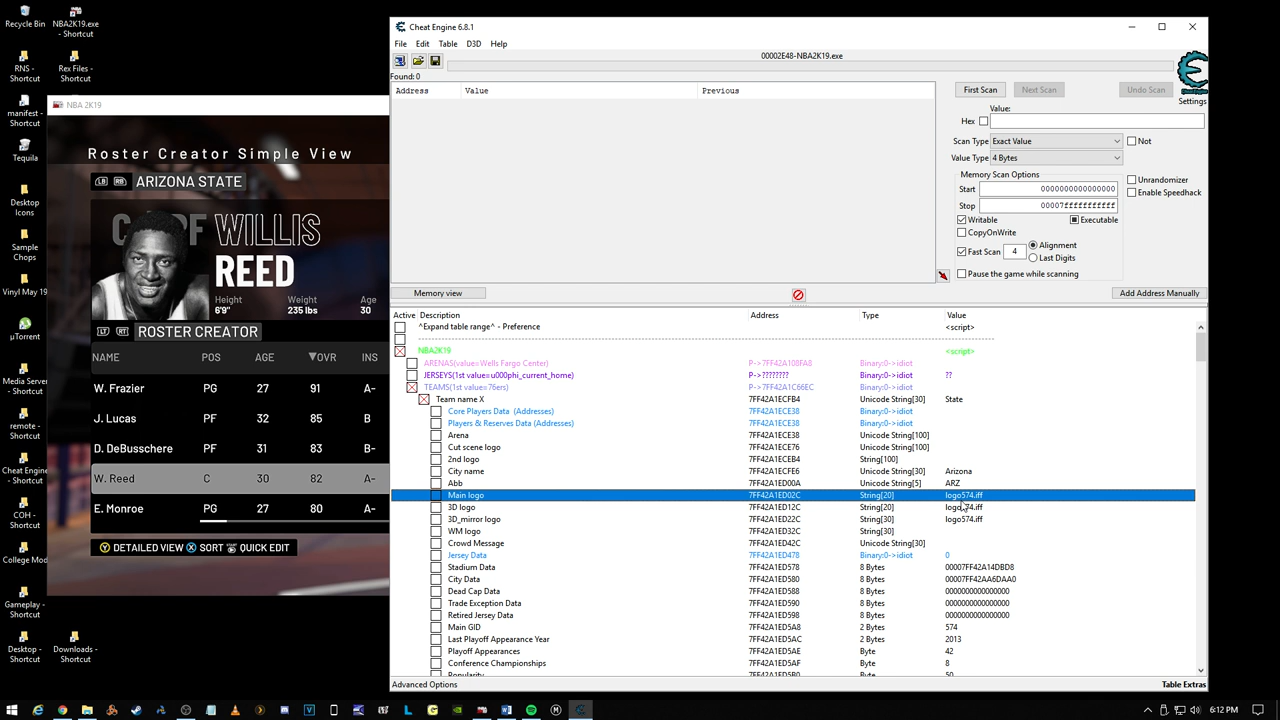 Recycle Bin
NBA2K19.exe - Shortcut
RNS - Shortcut
Rex Files - Shortcut
manifest - Shortcut
Tequila
Desktop Icons
Sample Chops
Vinyl May 19
µTorrent
Media Server - Shortcut
remote - Shortcut
Cheat Engine - Shortcut
COH - Shortcut
College Mod
Gameplay - Shortcut
Desktop - Shortcut
Downloads - Shortcut
NBA 2K19
Roster Creator Simple View
LB RB ARIZONA STATE
WILLIS
REED
Height Weight Age
6'9" 235 lbs 30
LT RT ROSTER CREATOR
NAME POS AGE OVR INS
W. Frazier PG 27 91 A-
J. Lucas PF 32 85 B
D. DeBusschere PF 31 83 B-
W. Reed C 30 82 A-
E. Monroe PG 27 80 A-
Y DETAILED VIEW X SORT QUICK EDIT
Cheat Engine 6.8.1
File Edit Table D3D Help
00002E48-NBA2K19.exe
Found: 0
Address Value Previous
First Scan Next Scan Undo Scan
Settings
Value:
Hex
Scan Type Exact Value Not
Value Type 4 Bytes
Memory Scan Options
Start 0000000000000000
Stop 00007fffffffffff
Writable Executable
CopyOnWrite
Fast Scan 4 Alignment
Last Digits
Pause the game while scanning
Unrandomizer
Enable Speedhack
Memory view Add Address Manually
Active Description Address Type Value
^Expand table range^ - Preference <script>
NBA2K19 <script>
ARENAS(value=Wells Fargo Center) P->7FF42A108FA8 Binary:0->idiot
JERSEYS(1st value=u000phi_current_home) P->???????? Binary:0->idiot ??
TEAMS(1st value=76ers) P->7FF42A1C66EC Binary:0->idiot
Team name X 7FF42A1ECFB4 Unicode String[30] State
Core Players Data (Addresses) 7FF42A1ECE38 Binary:0->idiot
Players & Reserves Data (Addresses) 7FF42A1ECE38 Binary:0->idiot
Arena 7FF42A1ECE38 Unicode String[100]
Cut scene logo 7FF42A1ECE76 Unicode String[100]
2nd logo 7FF42A1ECEB4 String[100]
City name 7FF42A1ECFE6 Unicode String[30] Arizona
Abb 7FF42A1ED00A Unicode String[5] ARZ
Main logo 7FF42A1ED02C String[20] logo574.iff
3D logo 7FF42A1ED12C String[20]
3D_mirror logo 7FF42A1ED22C String[30] logo574.iff
WM logo 7FF42A1ED32C String[30]
Crowd Message 7FF42A1ED42C Unicode String[30]
Jersey Data 7FF42A1ED478 Binary:0->idiot 0
Stadium Data 7FF42A1ED578 8 Bytes 00007FF42A14DBD8
City Data 7FF42A1ED580 8 Bytes 00007FF42AA6DAA0
Dead Cap Data 7FF42A1ED588 8 Bytes 0000000000000000
Trade Exception Data 7FF42A1ED590 8 Bytes 0000000000000000
Retired Jersey Data 7FF42A1ED598 8 Bytes 0000000000000000
Main GID 7FF42A1ED5A8 2 Bytes 574
Last Playoff Appearance Year 7FF42A1ED5AC 2 Bytes 2013
Playoff Appearances 7FF42A1ED5AE Byte 42
Conference Championships 7FF42A1ED5AF Byte 8
Popularity 7FF42A1ED5B0 Byte 50
Advanced Options Table Extras
6:12 PM